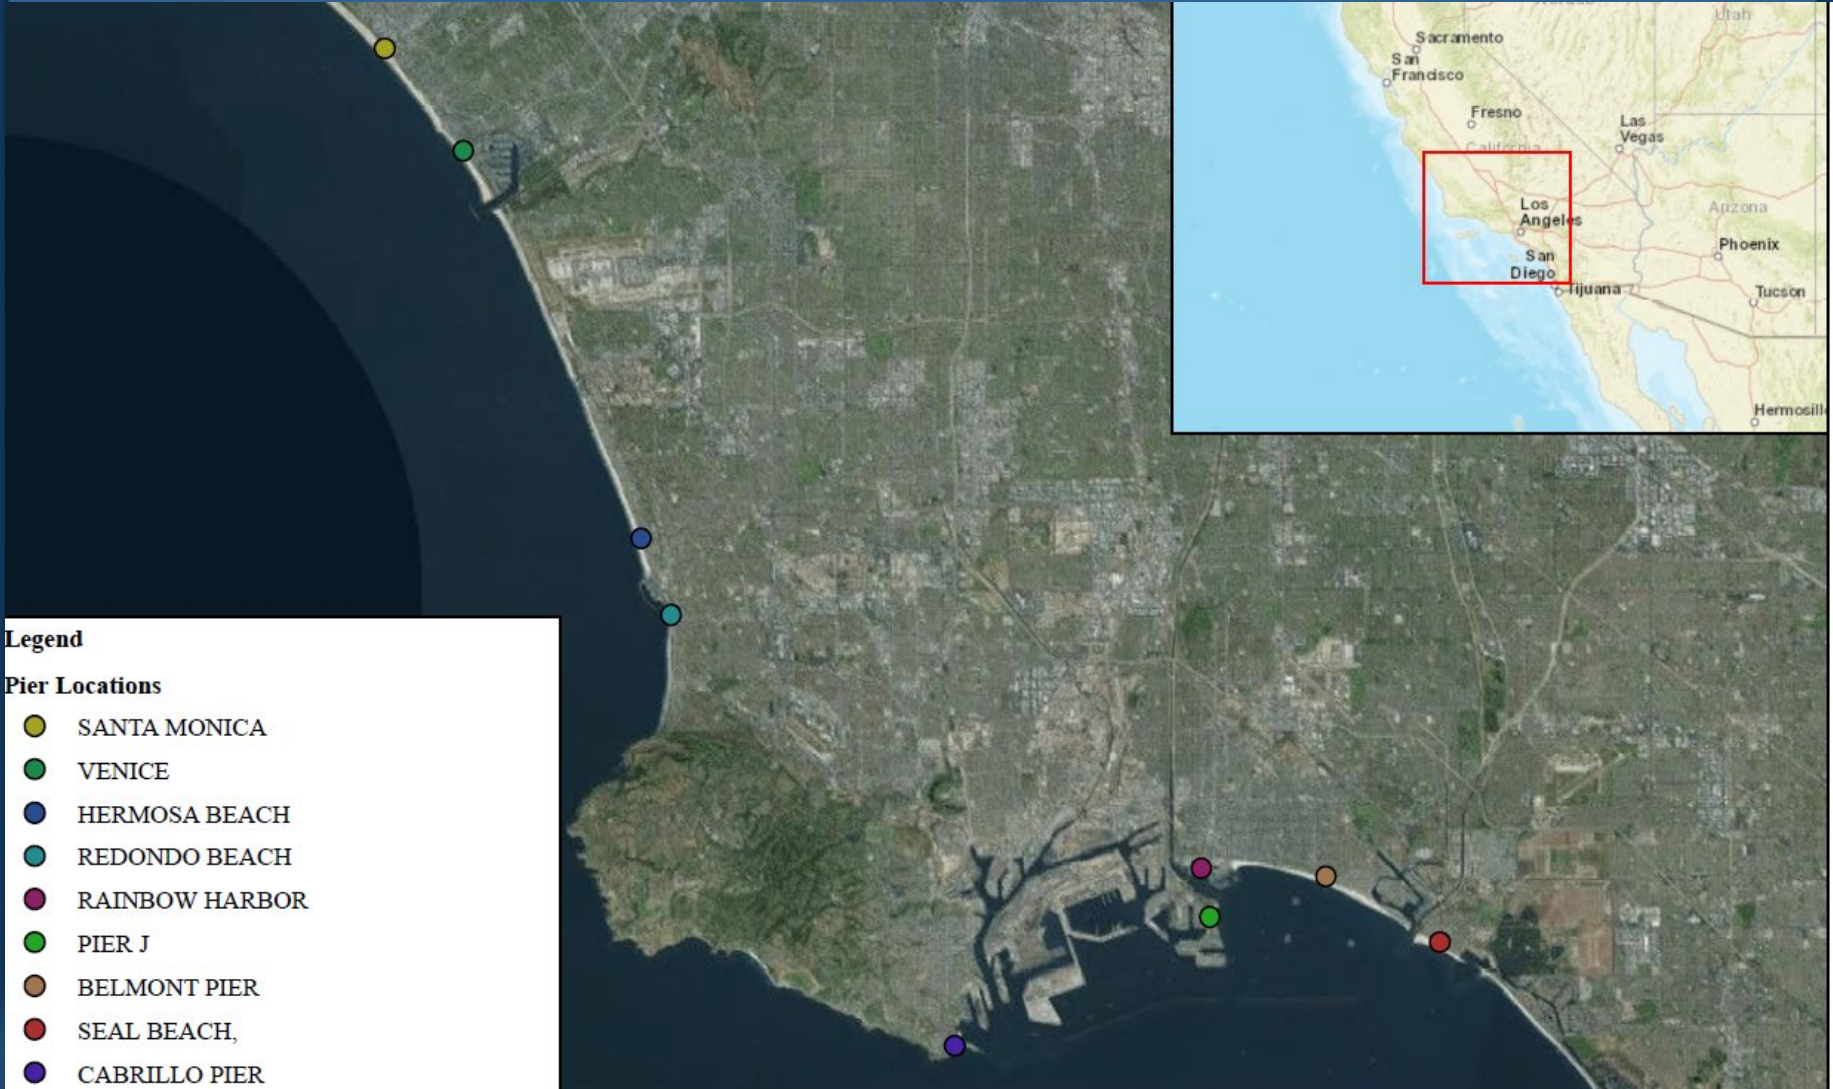 Utah
Sacramento
San
Francisco
Fresno
Las
Vegas
California
Los
Angeles
Arizona
Phoenix
San
Diego
Tijuana
Tucson
Hermosill
Legend
Pier Locations
SANTA MONICA
VENICE
HERMOSA BEACH
REDONDO BEACH
RAINBOW HARBOR
PIER J
BELMONT PIER
SEAL BEACH,
CABRILLO PIER